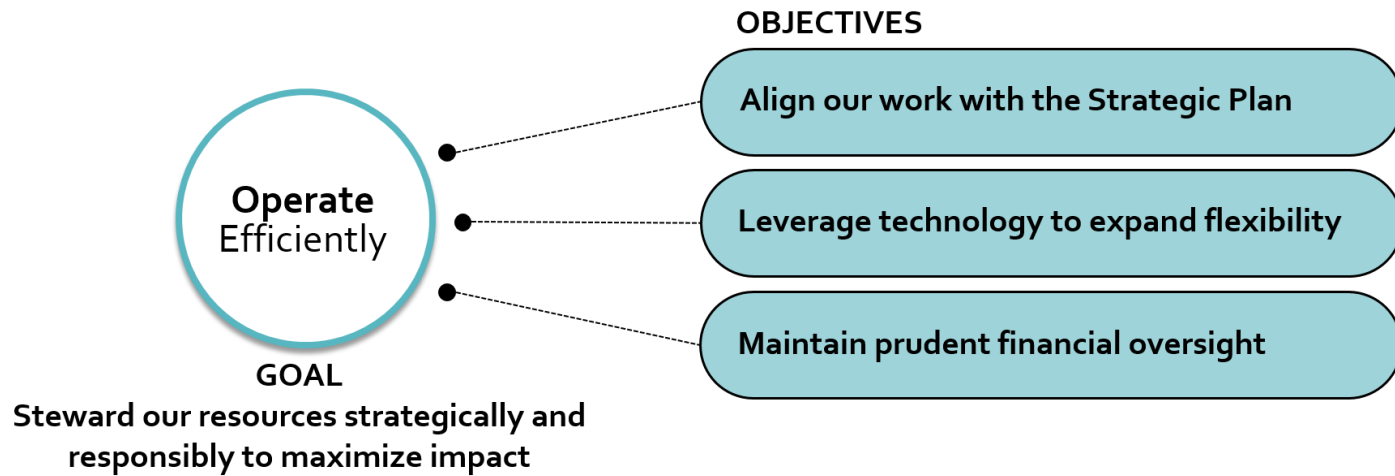 Operate
Efficiently
GOAL
Steward our resources strategically and
responsibly to maximize impact
OBJECTIVES
Align our work with the Strategic Plan
Leverage technology to expand flexibility
Maintain prudent financial oversight